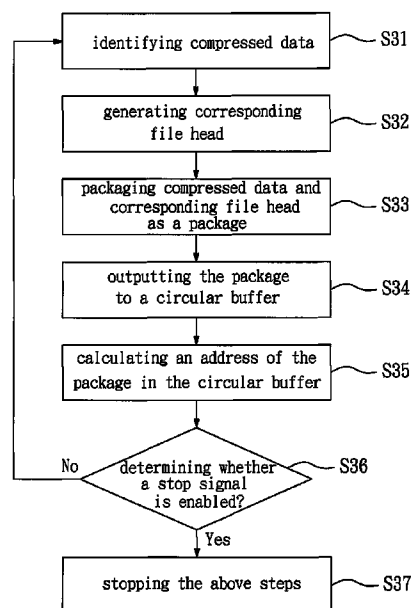 identifying compressed data
S31
generating corresponding
file head
S32
packaging compressed data and
corresponding file head
as a package
S33
outputting the package
to a circular buffer
S34
calculating an address of the
package in the circular buffer
S35
No
determining whether
a stop signal
is enabled?
S36
Yes
stopping the above steps
S37